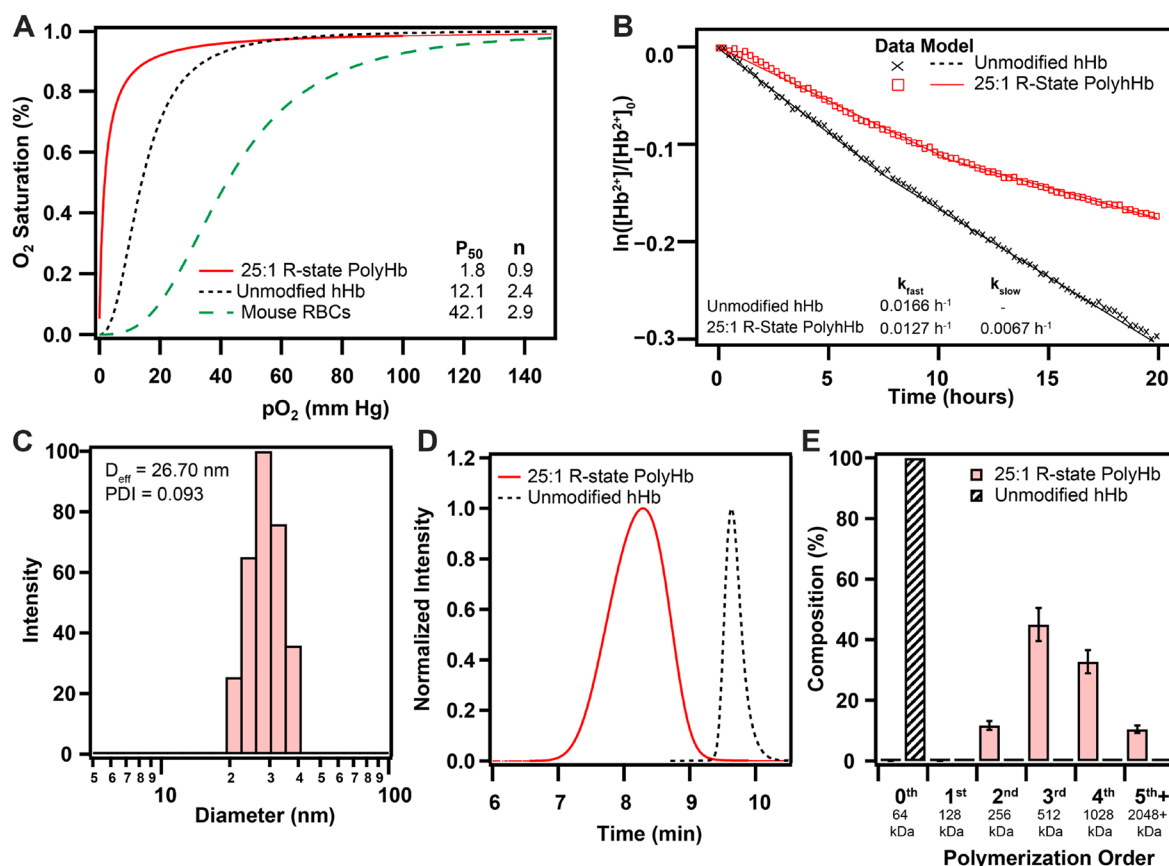 A
O₂ Saturation (%)
1.0
0.8
0.6
0.4
0.2
0.0
P₅₀ n
25:1 R-state PolyHb 1.8 0.9
Unmodfied hHb 12.1 2.4
Mouse RBCs 42.1 2.9
0 20 40 60 80 100 120 140
pO₂ (mm Hg)
B
ln([Hb²⁺]/[Hb²⁺]₀)
0.0
−0.1
−0.2
−0.3
Data Model
Unmodified hHb
25:1 R-State PolyhHb
k_fast k_slow
Unmodified hHb 0.0166 h⁻¹ -
25:1 R-State PolyhHb 0.0127 h⁻¹ 0.0067 h⁻¹
0 5 10 15 20
Time (hours)
C
Intensity
100
80
60
40
20
0
D_eff = 26.70 nm
PDI = 0.093
5 6 7 8 9 2 3 4 5 6 7 8 9
10 100
Diameter (nm)
D
Normalized Intensity
1.2
1.0
0.8
0.6
0.4
0.2
0.0
25:1 R-state PolyHb
Unmodified hHb
6 7 8 9 10
Time (min)
E
Composition (%)
100
80
60
40
20
0
25:1 R-state PolyHb
Unmodified hHb
0ᵗʰ 1ˢᵗ 2ⁿᵈ 3ʳᵈ 4ᵗʰ 5ᵗʰ+
64 128 256 512 1028 2048+
kDa kDa kDa kDa kDa kDa
Polymerization Order